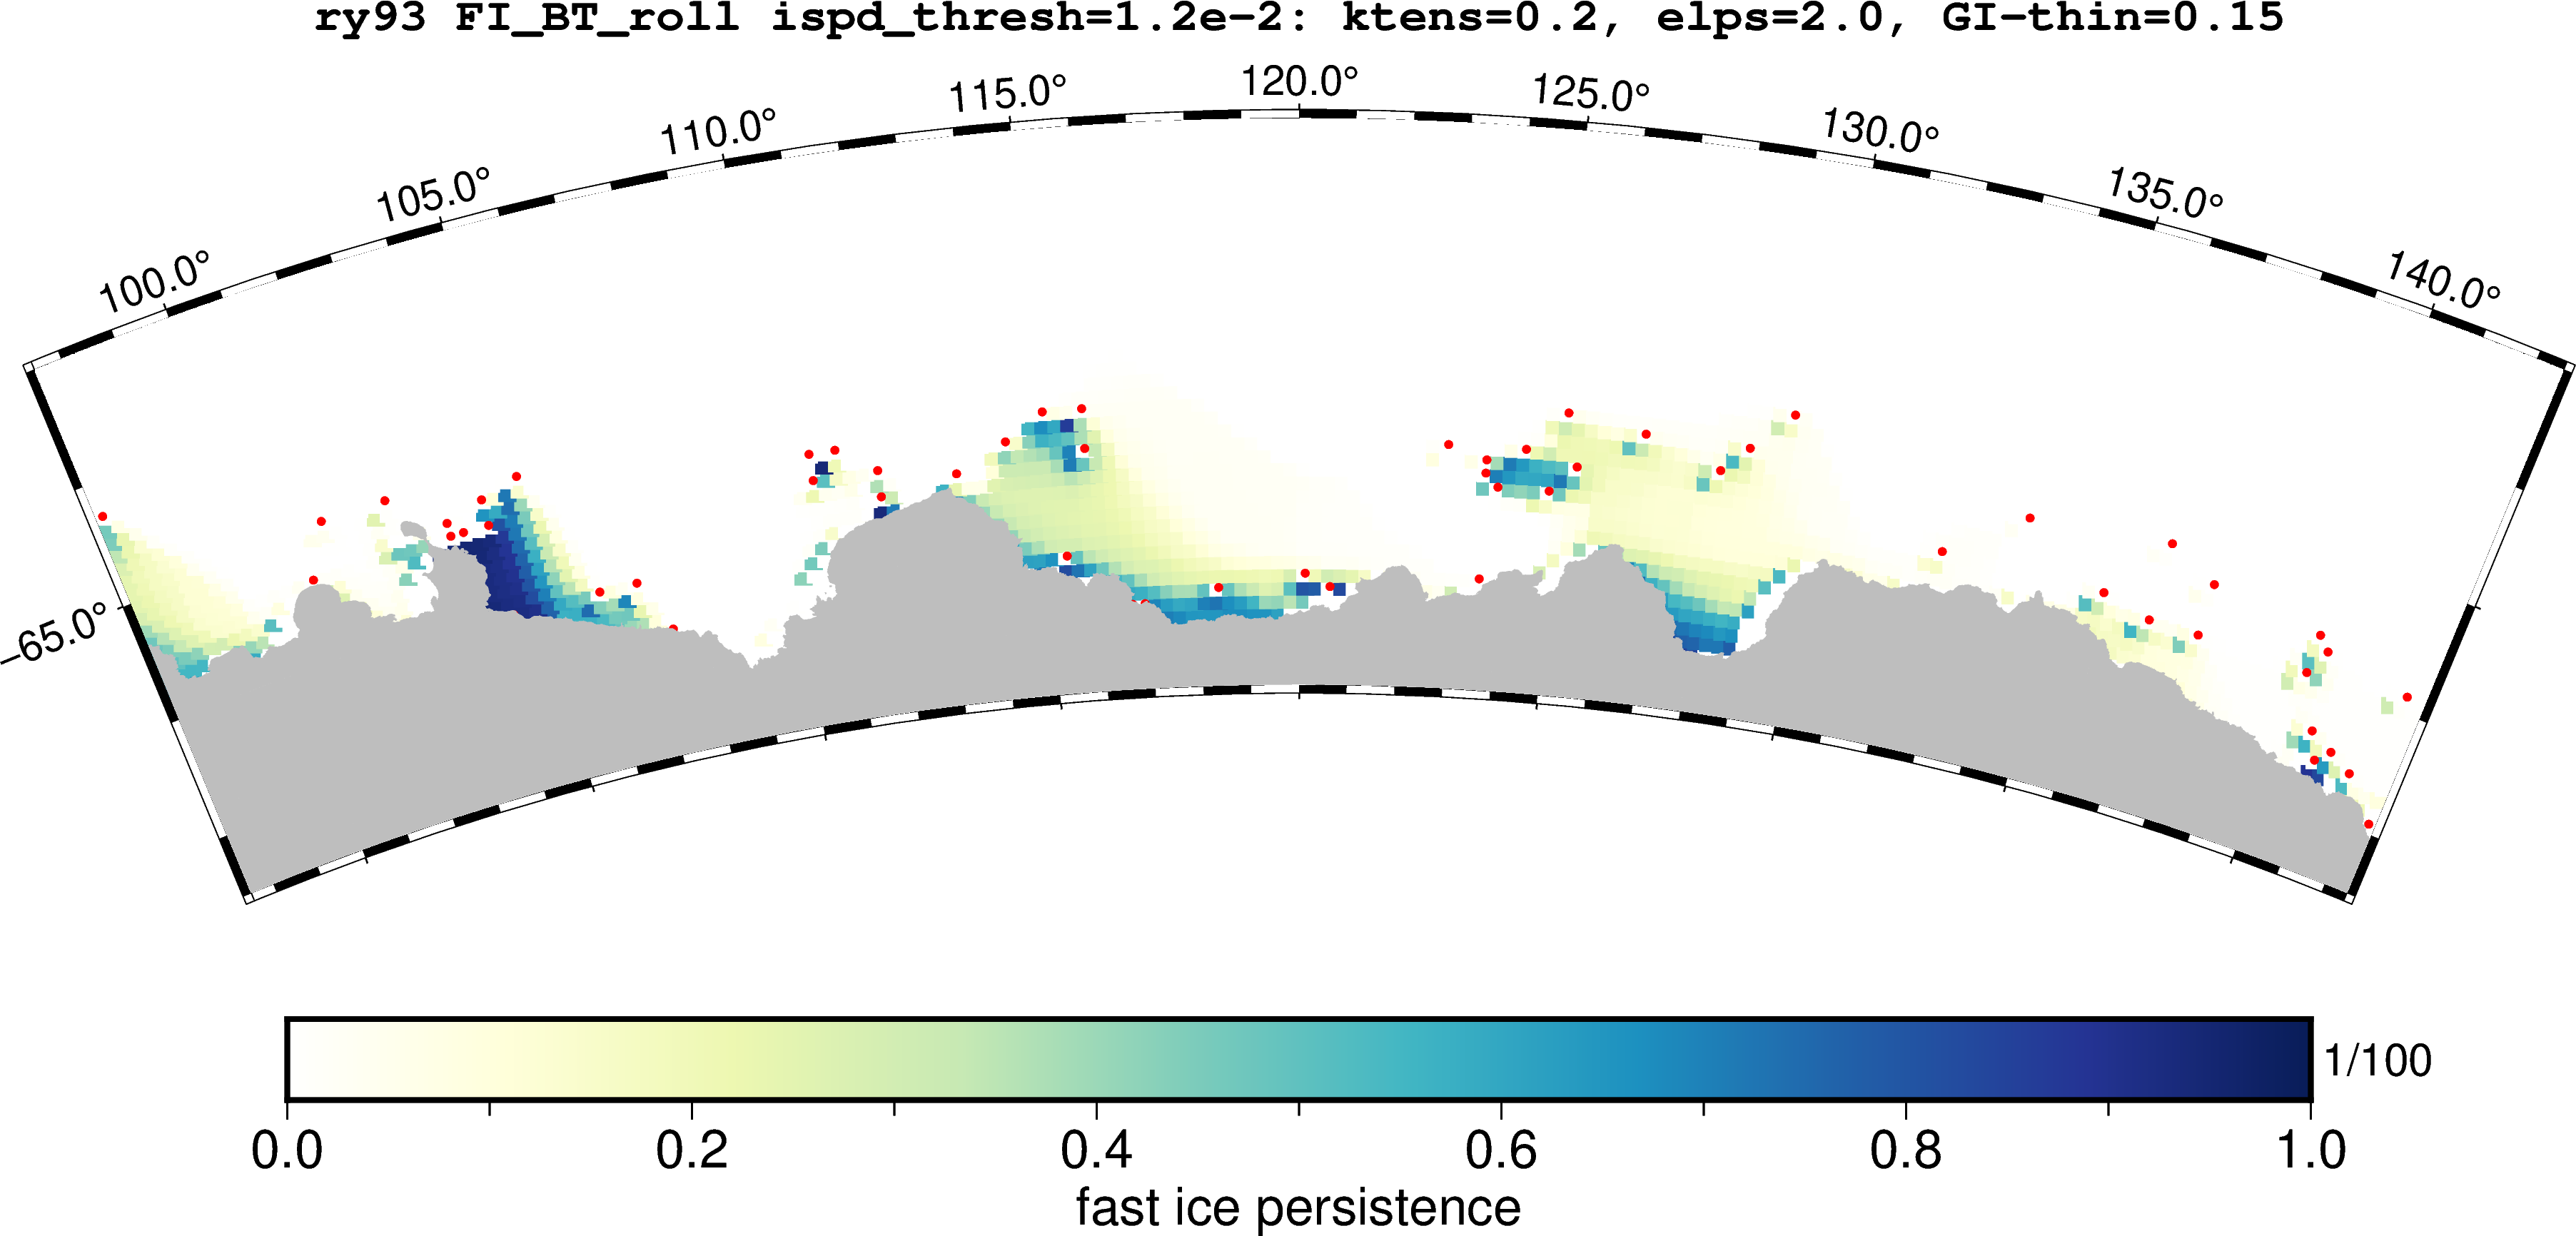 ry93 FI_BT_roll ispd_thresh=1.2e-2: ktens=0.2, elps=2.0, GI-thin=0.15
100.0° 105.0° 110.0° 115.0° 120.0° 125.0° 130.0° 135.0° 140.0°
-65.0°
1/100
0.0 0.2 0.4 0.6 0.8 1.0
fast ice persistence